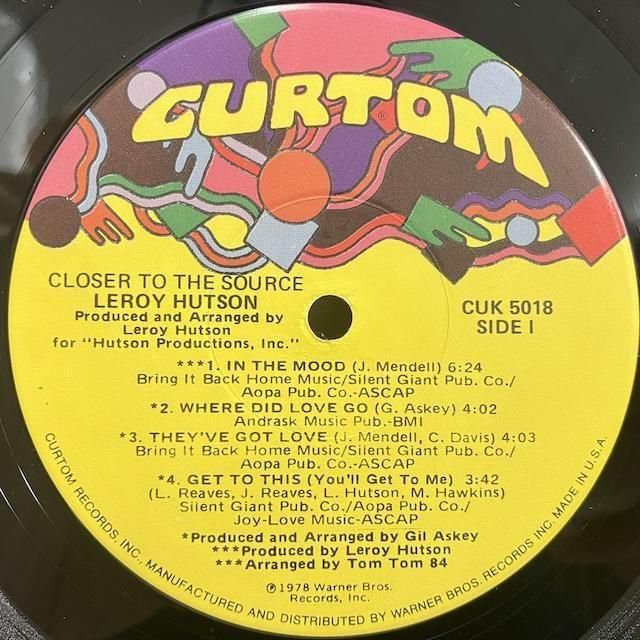 CURTOM
®
CLOSER TO THE SOURCE
LEROY HUTSON
Produced and Arranged by
Leroy Hutson
for "Hutson Productions, Inc."
CUK 5018
SIDE I
***1. IN THE MOOD (J. Mendell) 6:24
Bring It Back Home Music/Silent Giant Pub. Co./
Aopa Pub. Co.-ASCAP
*2. WHERE DID LOVE GO (G. Askey) 4:02
Andrask Music Pub.-BMI
*3. THEY'VE GOT LOVE (J. Mendell, C. Davis) 4:03
Bring It Back Home Music/Silent Giant Pub. Co./
Aopa Pub. Co.-ASCAP
*4. GET TO THIS (You'll Get To Me) 3:42
(L. Reaves, J. Reaves, L. Hutson, M. Hawkins)
Silent Giant Pub. Co./Aopa Pub. Co./
Joy-Love Music-ASCAP
*Produced and Arranged by Gil Askey
***Produced by Leroy Hutson
***Arranged by Tom Tom 84
℗1978 Warner Bros.
Records, Inc.
CURTOM RECORDS, INC., MANUFACTURED AND DISTRIBUTED BY WARNER BROS. RECORDS INC. MADE IN U.S.A.